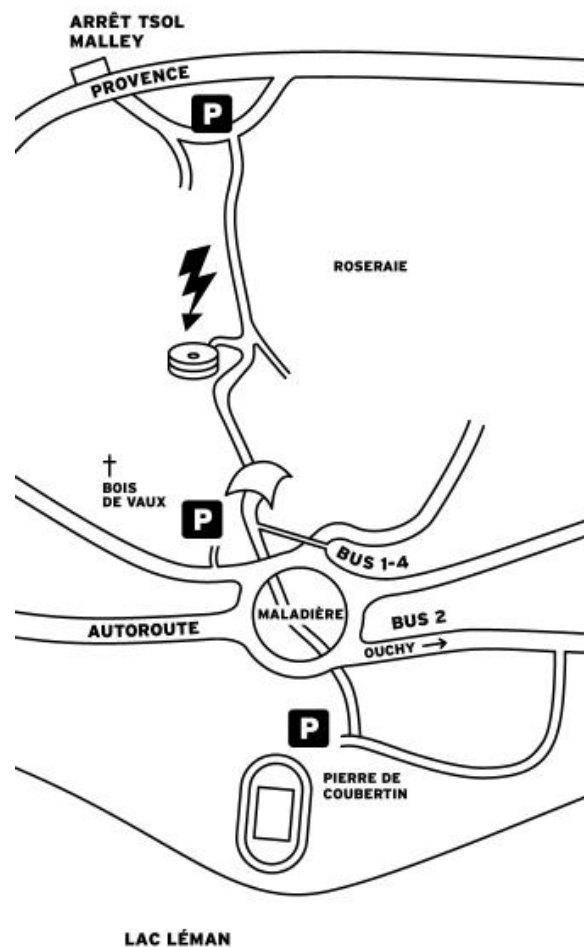 ARRÊT TSOL
MALLEY
PROVENCE
P
ROSERAIE
BOIS
DE VAUX
P
BUS 1-4
MALADIÈRE
BUS 2
AUTOROUTE
OUCHY →
P
PIERRE DE
COUBERTIN
LAC LÉMAN